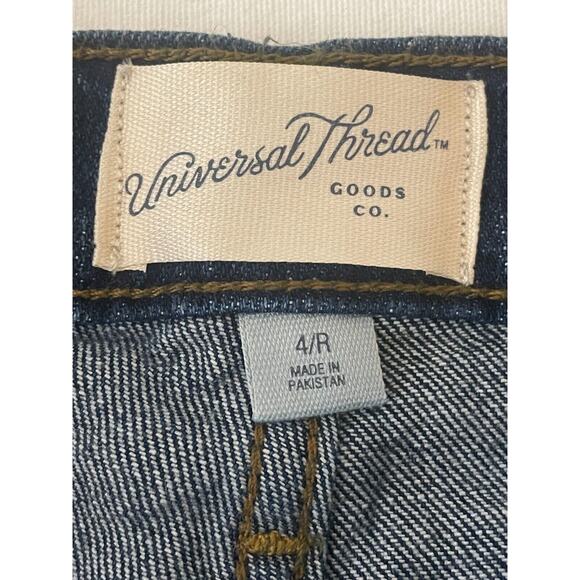 Universal Thread™
GOODS
CO.
4/R
MADE IN
PAKISTAN